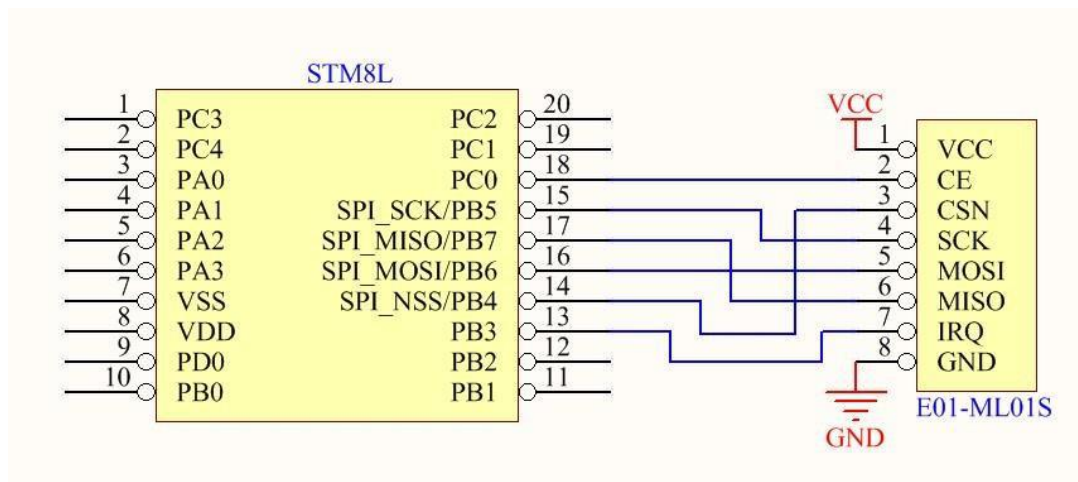 STM8L
1 PC3 PC2 20
2 PC4 PC1 19
3 PA0 PC0 18
4 PA1 SPI_SCK/PB5 15
5 PA2 SPI_MISO/PB7 17
6 PA3 SPI_MOSI/PB6 16
7 VSS SPI_NSS/PB4 14
8 VDD PB3 13
9 PD0 PB2 12
10 PB0 PB1 11
VCC
1 VCC
2 CE
3 CSN
4 SCK
5 MOSI
6 MISO
7 IRQ
8 GND
E01-ML01S
GND